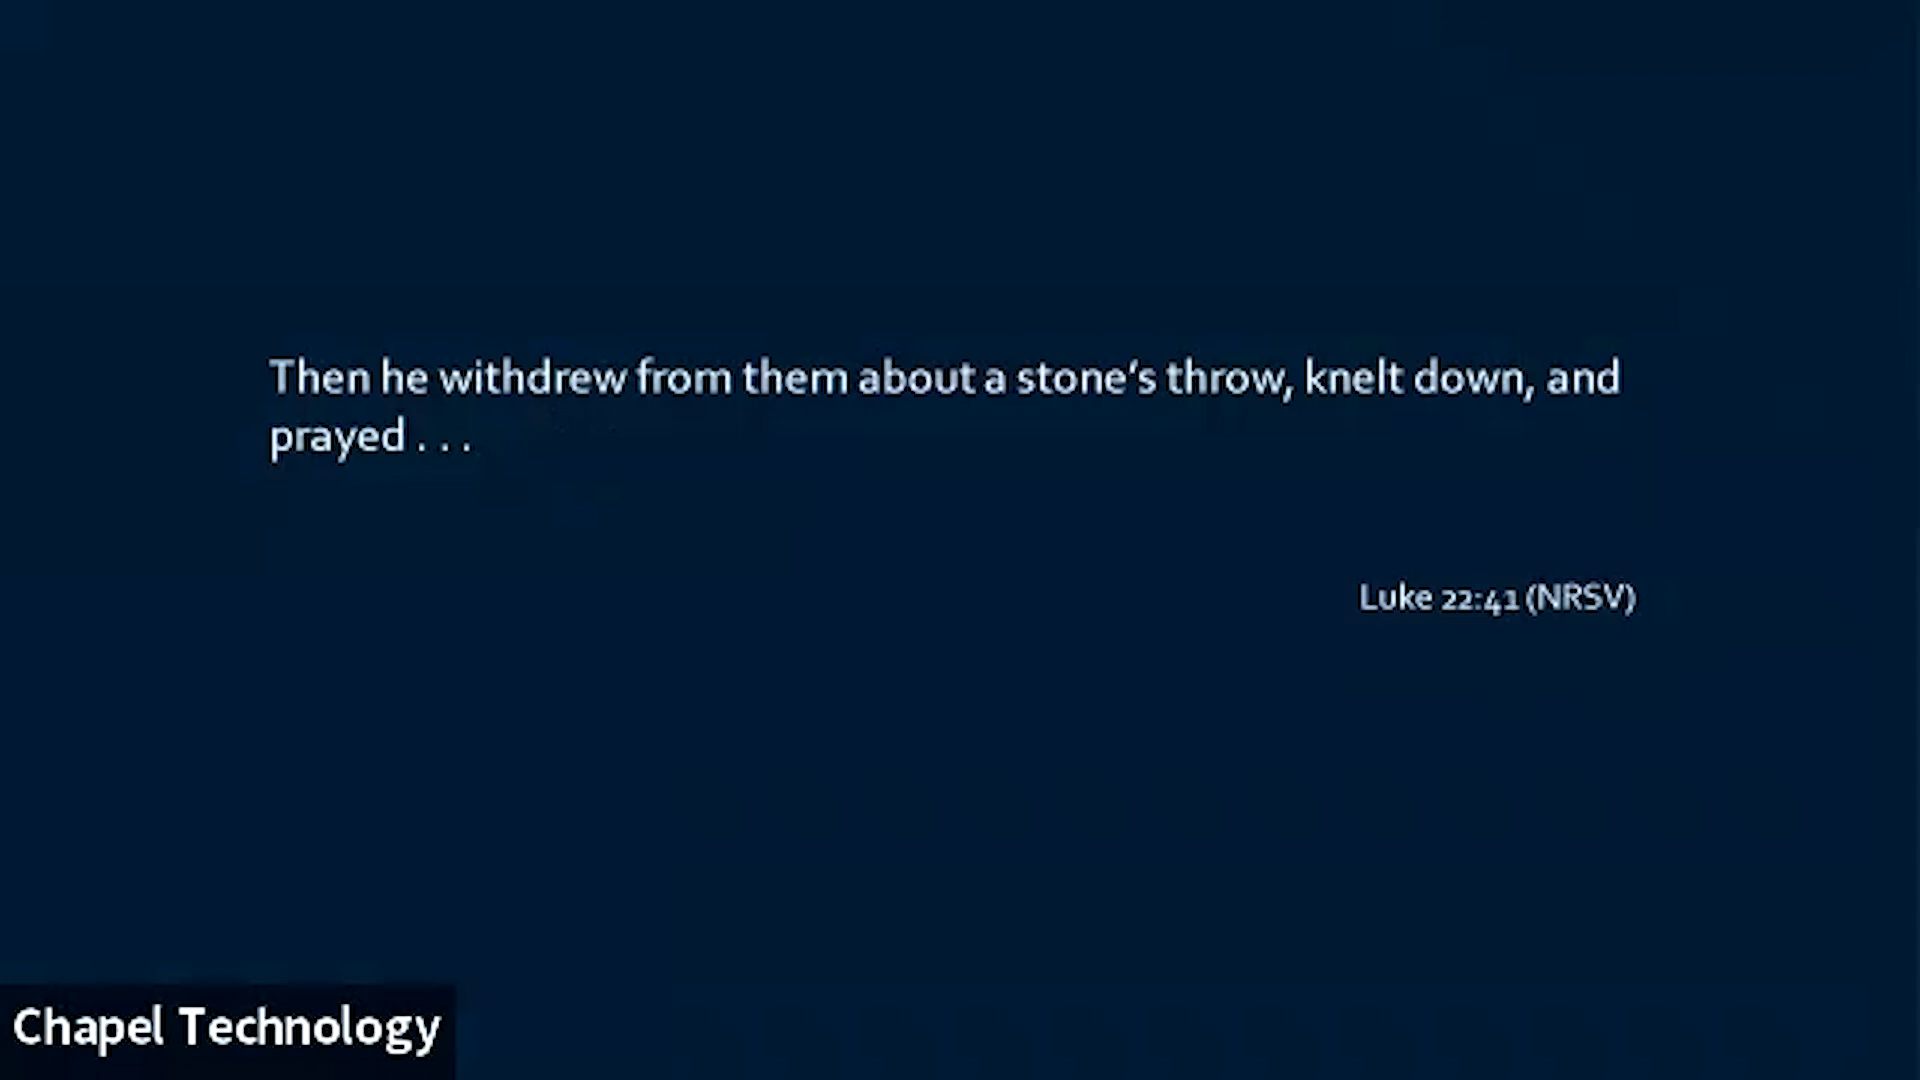 Then he withdrew from them about a stone’s throw, knelt down, and
prayed . . .
Luke 22:41 (NRSV)
Chapel Technology